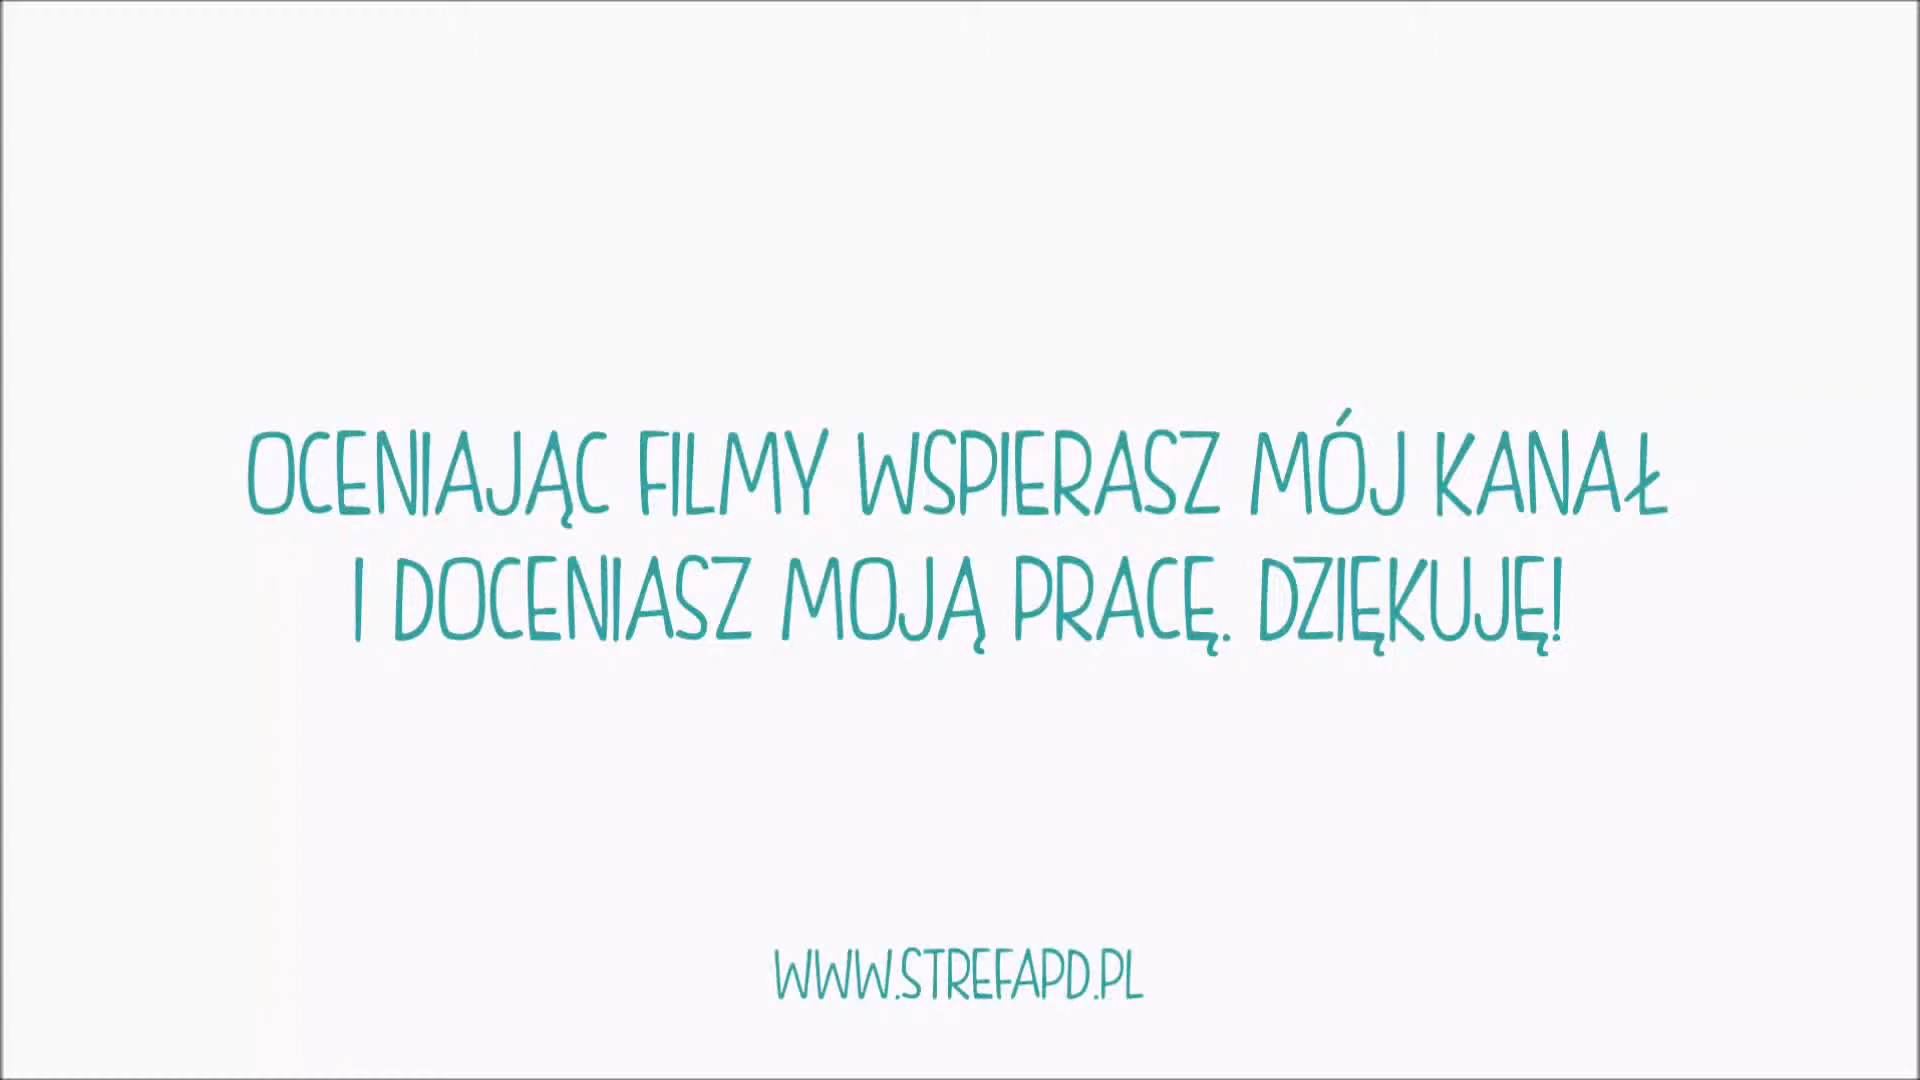 OCENIAJĄC FILMY WSPIERASZ MÓJ KANAŁ
I DOCENIASZ MOJĄ PRACĘ. DZIĘKUJĘ!
WWW.STREFAPD.PL